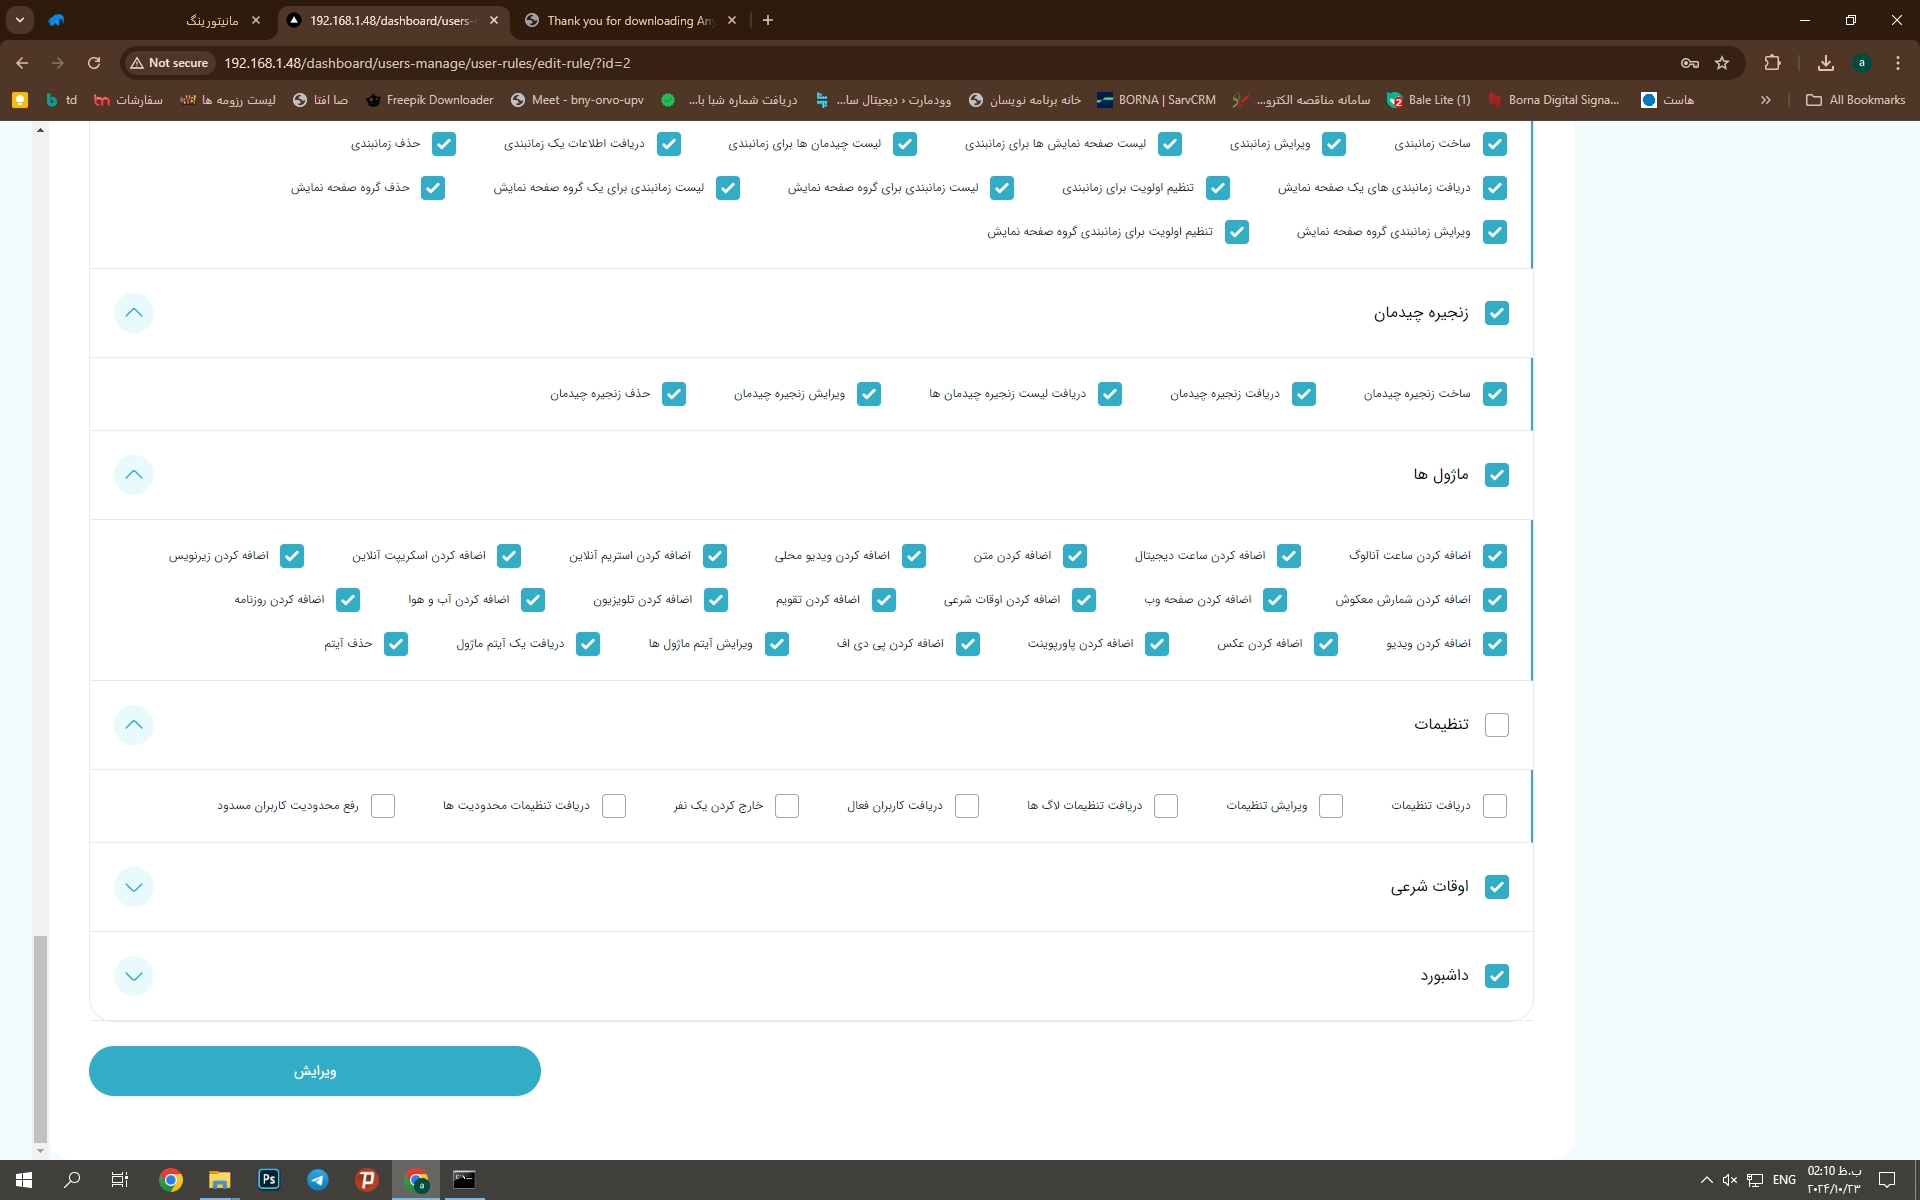 مانیتورینگ
192.168.1.48/dashboard/users-
Thank you for downloading An
Not secure
192.168.1.48/dashboard/users-manage/user-rules/edit-rule/?id=2
a
td
سفارشات
لیست رزومه ها
صا افتا
Freepik Downloader
Meet - bny-orvo-upv
دریافت شماره شبا با...
وودمارت ‹ دیجیتال سا...
خانه برنامه نویسان
BORNA | SarvCRM
سامانه مناقصه الکترو...
Bale Lite (1)
Borna Digital Signa...
هاست
All Bookmarks
ساخت زمانبندی ویرایش زمانبندی لیست صفحه نمایش ها برای زمانبندی لیست چیدمان ها برای زمانبندی دریافت اطلاعات یک زمانبندی حذف زمانبندی
دریافت زمانبندی های یک صفحه نمایش تنظیم اولویت برای زمانبندی لیست زمانبندی برای گروه صفحه نمایش لیست زمانبندی برای یک گروه صفحه نمایش حذف گروه صفحه نمایش
ویرایش زمانبندی گروه صفحه نمایش تنظیم اولویت برای زمانبندی گروه صفحه نمایش
زنجیره چیدمان
ساخت زنجیره چیدمان دریافت زنجیره چیدمان دریافت لیست زنجیره چیدمان ها ویرایش زنجیره چیدمان حذف زنجیره چیدمان
ماژول ها
اضافه کردن ساعت آنالوگ اضافه کردن ساعت دیجیتال اضافه کردن متن اضافه کردن ویدیو محلی اضافه کردن استریم آنلاین اضافه کردن اسکریپت آنلاین اضافه کردن زیرنویس
اضافه کردن شمارش معکوش اضافه کردن صفحه وب اضافه کردن اوقات شرعی اضافه کردن تقویم اضافه کردن تلویزیون اضافه کردن آب و هوا اضافه کردن روزنامه
اضافه کردن ویدیو اضافه کردن عکس اضافه کردن پاورپوینت اضافه کردن پی دی اف ویرایش آیتم ماژول ها دریافت یک آیتم ماژول حذف آیتم
تنظیمات
دریافت تنظیمات ویرایش تنظیمات دریافت تنظیمات لاگ ها دریافت کاربران فعال خارج کردن یک نفر دریافت تنظیمات محدودیت ها رفع محدودیت کاربران مسدود
اوقات شرعی
داشبورد
ویرایش
Ps
ENG
02:10 ب.ظ
۲۰۲۴/۱۰/۲۳